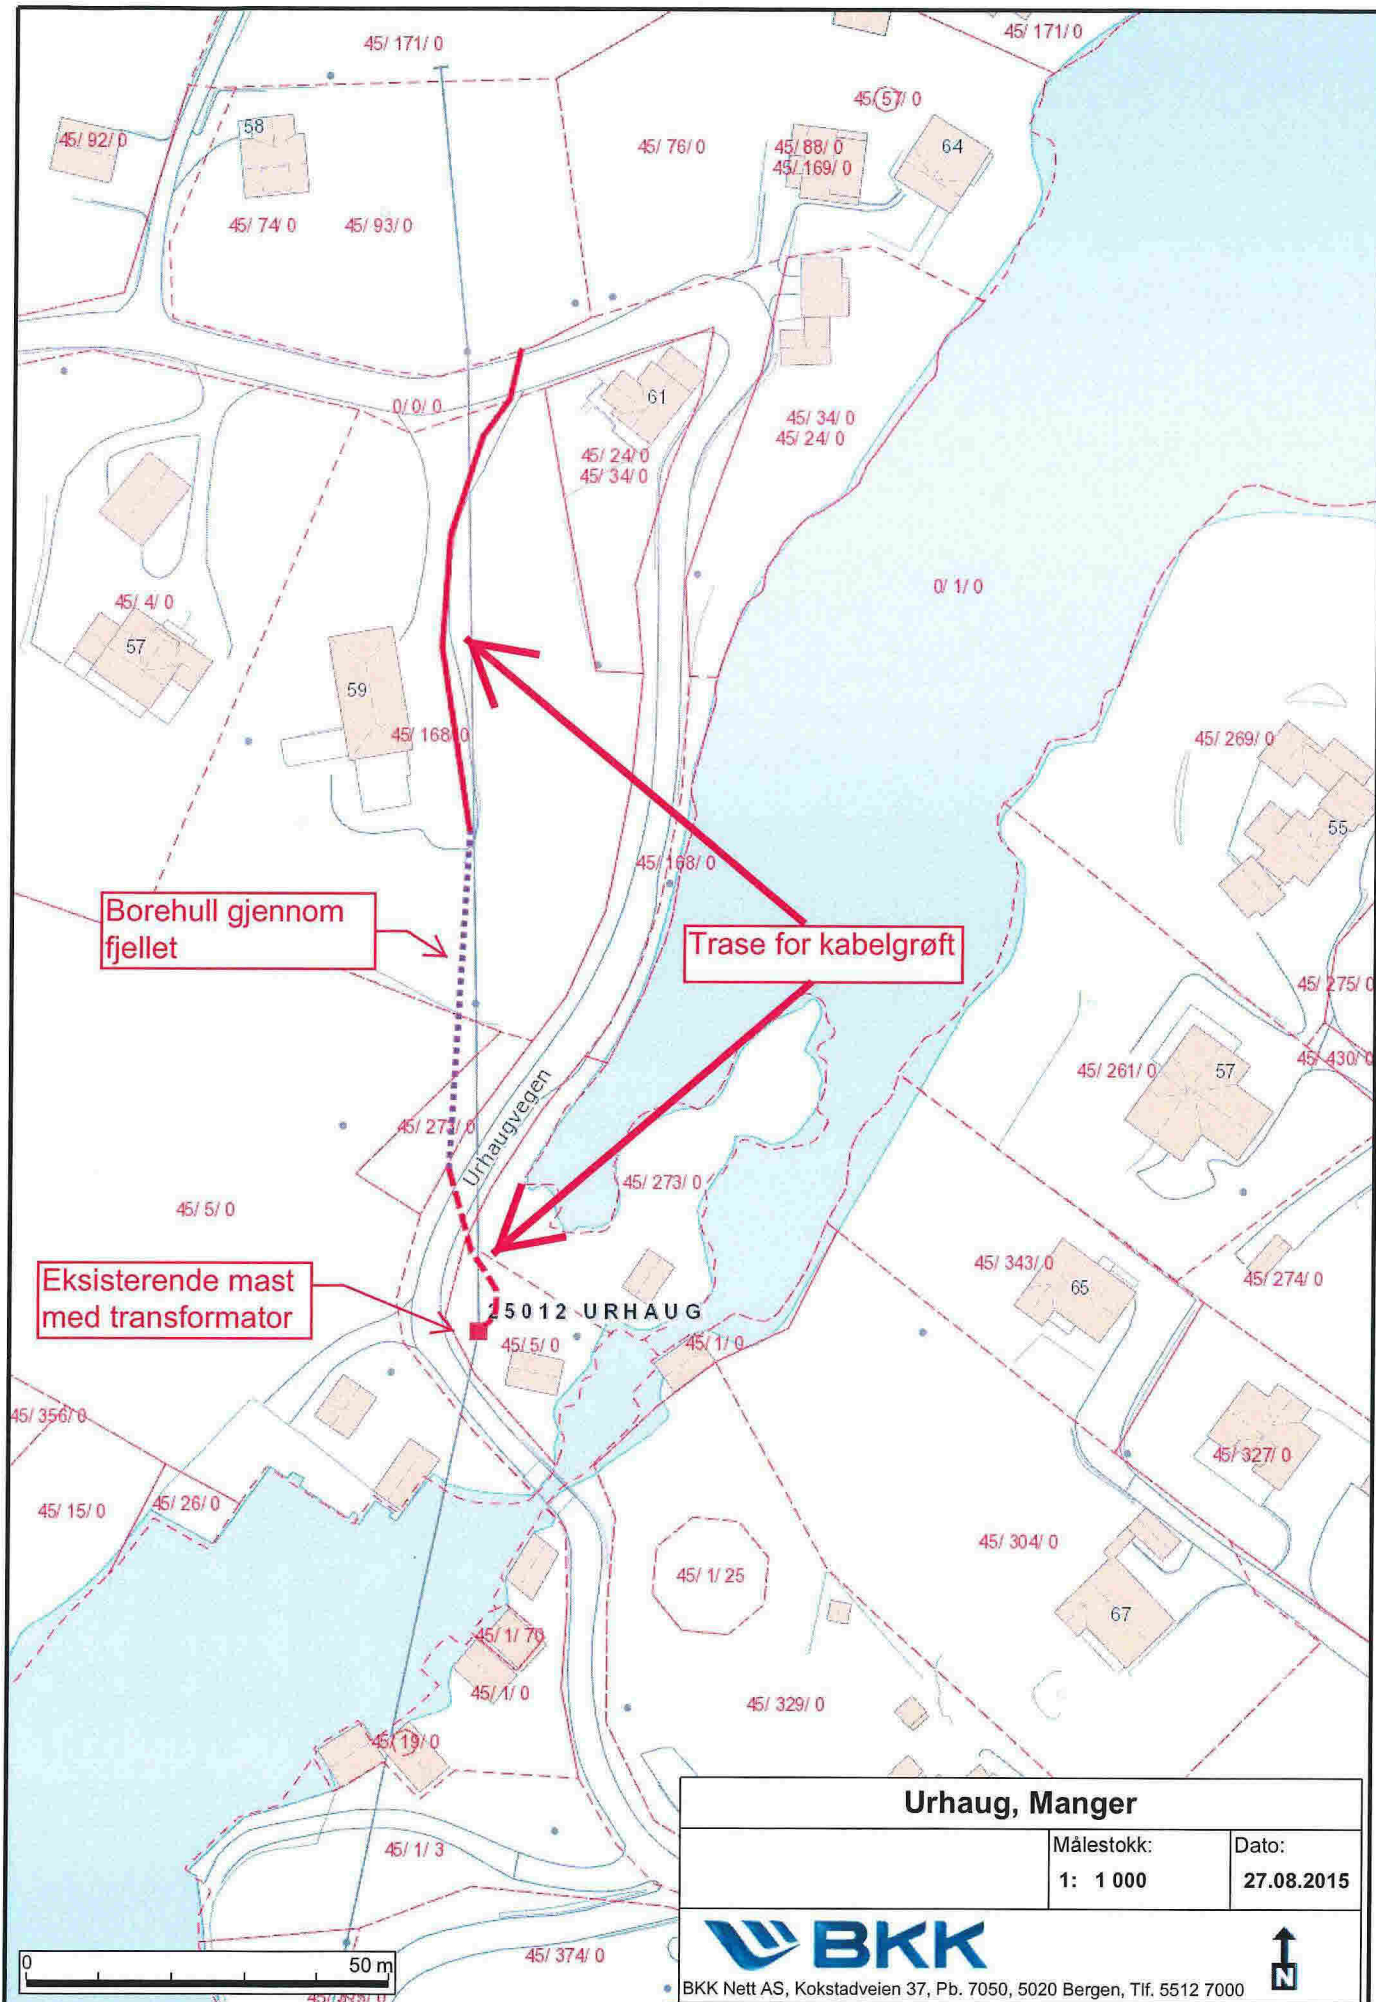 45/ 171/ 0
45/ 171/ 0
45/ 57/ 0
58
45/ 92/ 0
45/ 76/ 0
45/ 88/ 0
45/ 169/ 0
64
45/ 74/ 0
45/ 93/ 0
0/ 0/ 0
61
45/ 34/ 0
45/ 24/ 0
45/ 24/ 0
45/ 34/ 0
0/ 1/ 0
45/ 4/ 0
57
59
45/ 168/ 0
45/ 269/ 0
55
45/ 168/ 0
Borehull gjennom
fjellet
Trase for kabelgrøft
45/ 275/ 0
45/ 430/ 0
45/ 261/ 0
57
45/ 273/ 0
Urhaugvegen
45/ 273/ 0
45/ 5/ 0
45/ 343/ 0
65
45/ 274/ 0
Eksisterende mast
med transformator
25012 URHAUG
45/ 5/ 0
45/ 1/ 0
45/ 356/ 0
45/ 327/ 0
45/ 15/ 0
45/ 26/ 0
45/ 304/ 0
45/ 1/ 25
67
45/ 1/ 70
45/ 1/ 0
45/ 329/ 0
45/ 19/ 0
45/ 1/ 3
45/ 374/ 0
Urhaug, Manger
Målestokk:
1: 1 000
Dato:
27.08.2015
BKK
N
BKK Nett AS, Kokstadveien 37, Pb. 7050, 5020 Bergen, Tlf. 5512 7000
0 50 m